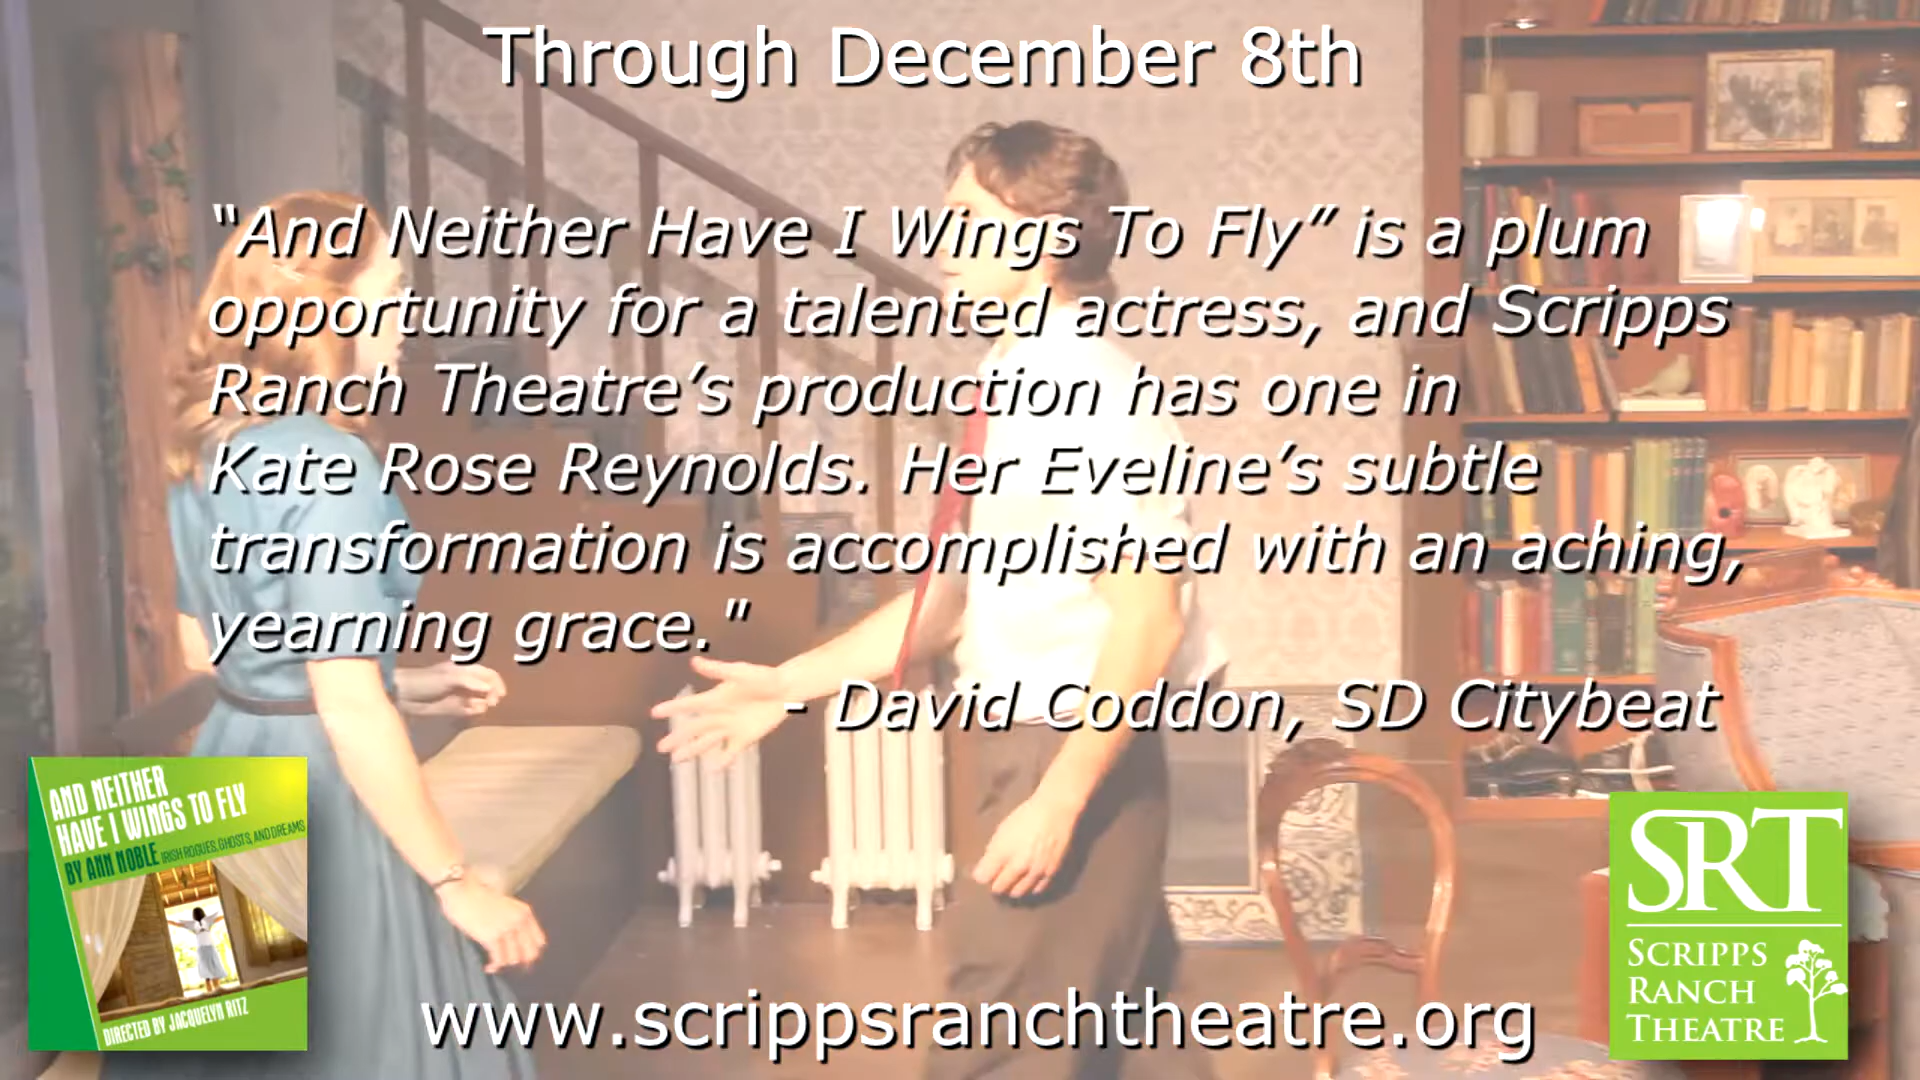 Through December 8th
“And Neither Have I Wings To Fly” is a plum
opportunity for a talented actress, and Scripps
Ranch Theatre’s production has one in
Kate Rose Reynolds. Her Eveline’s subtle
transformation is accomplished with an aching,
yearning grace."
- David Coddon, SD Citybeat
AND NEITHER
HAVE I WINGS TO FLY
BY ANN NOBLE IRISH ROGUES, GHOSTS, AND DREAMS
DIRECTED BY JACQUELYN RITZ
SRT
SCRIPPS
RANCH
THEATRE
www.scrippsranchtheatre.org